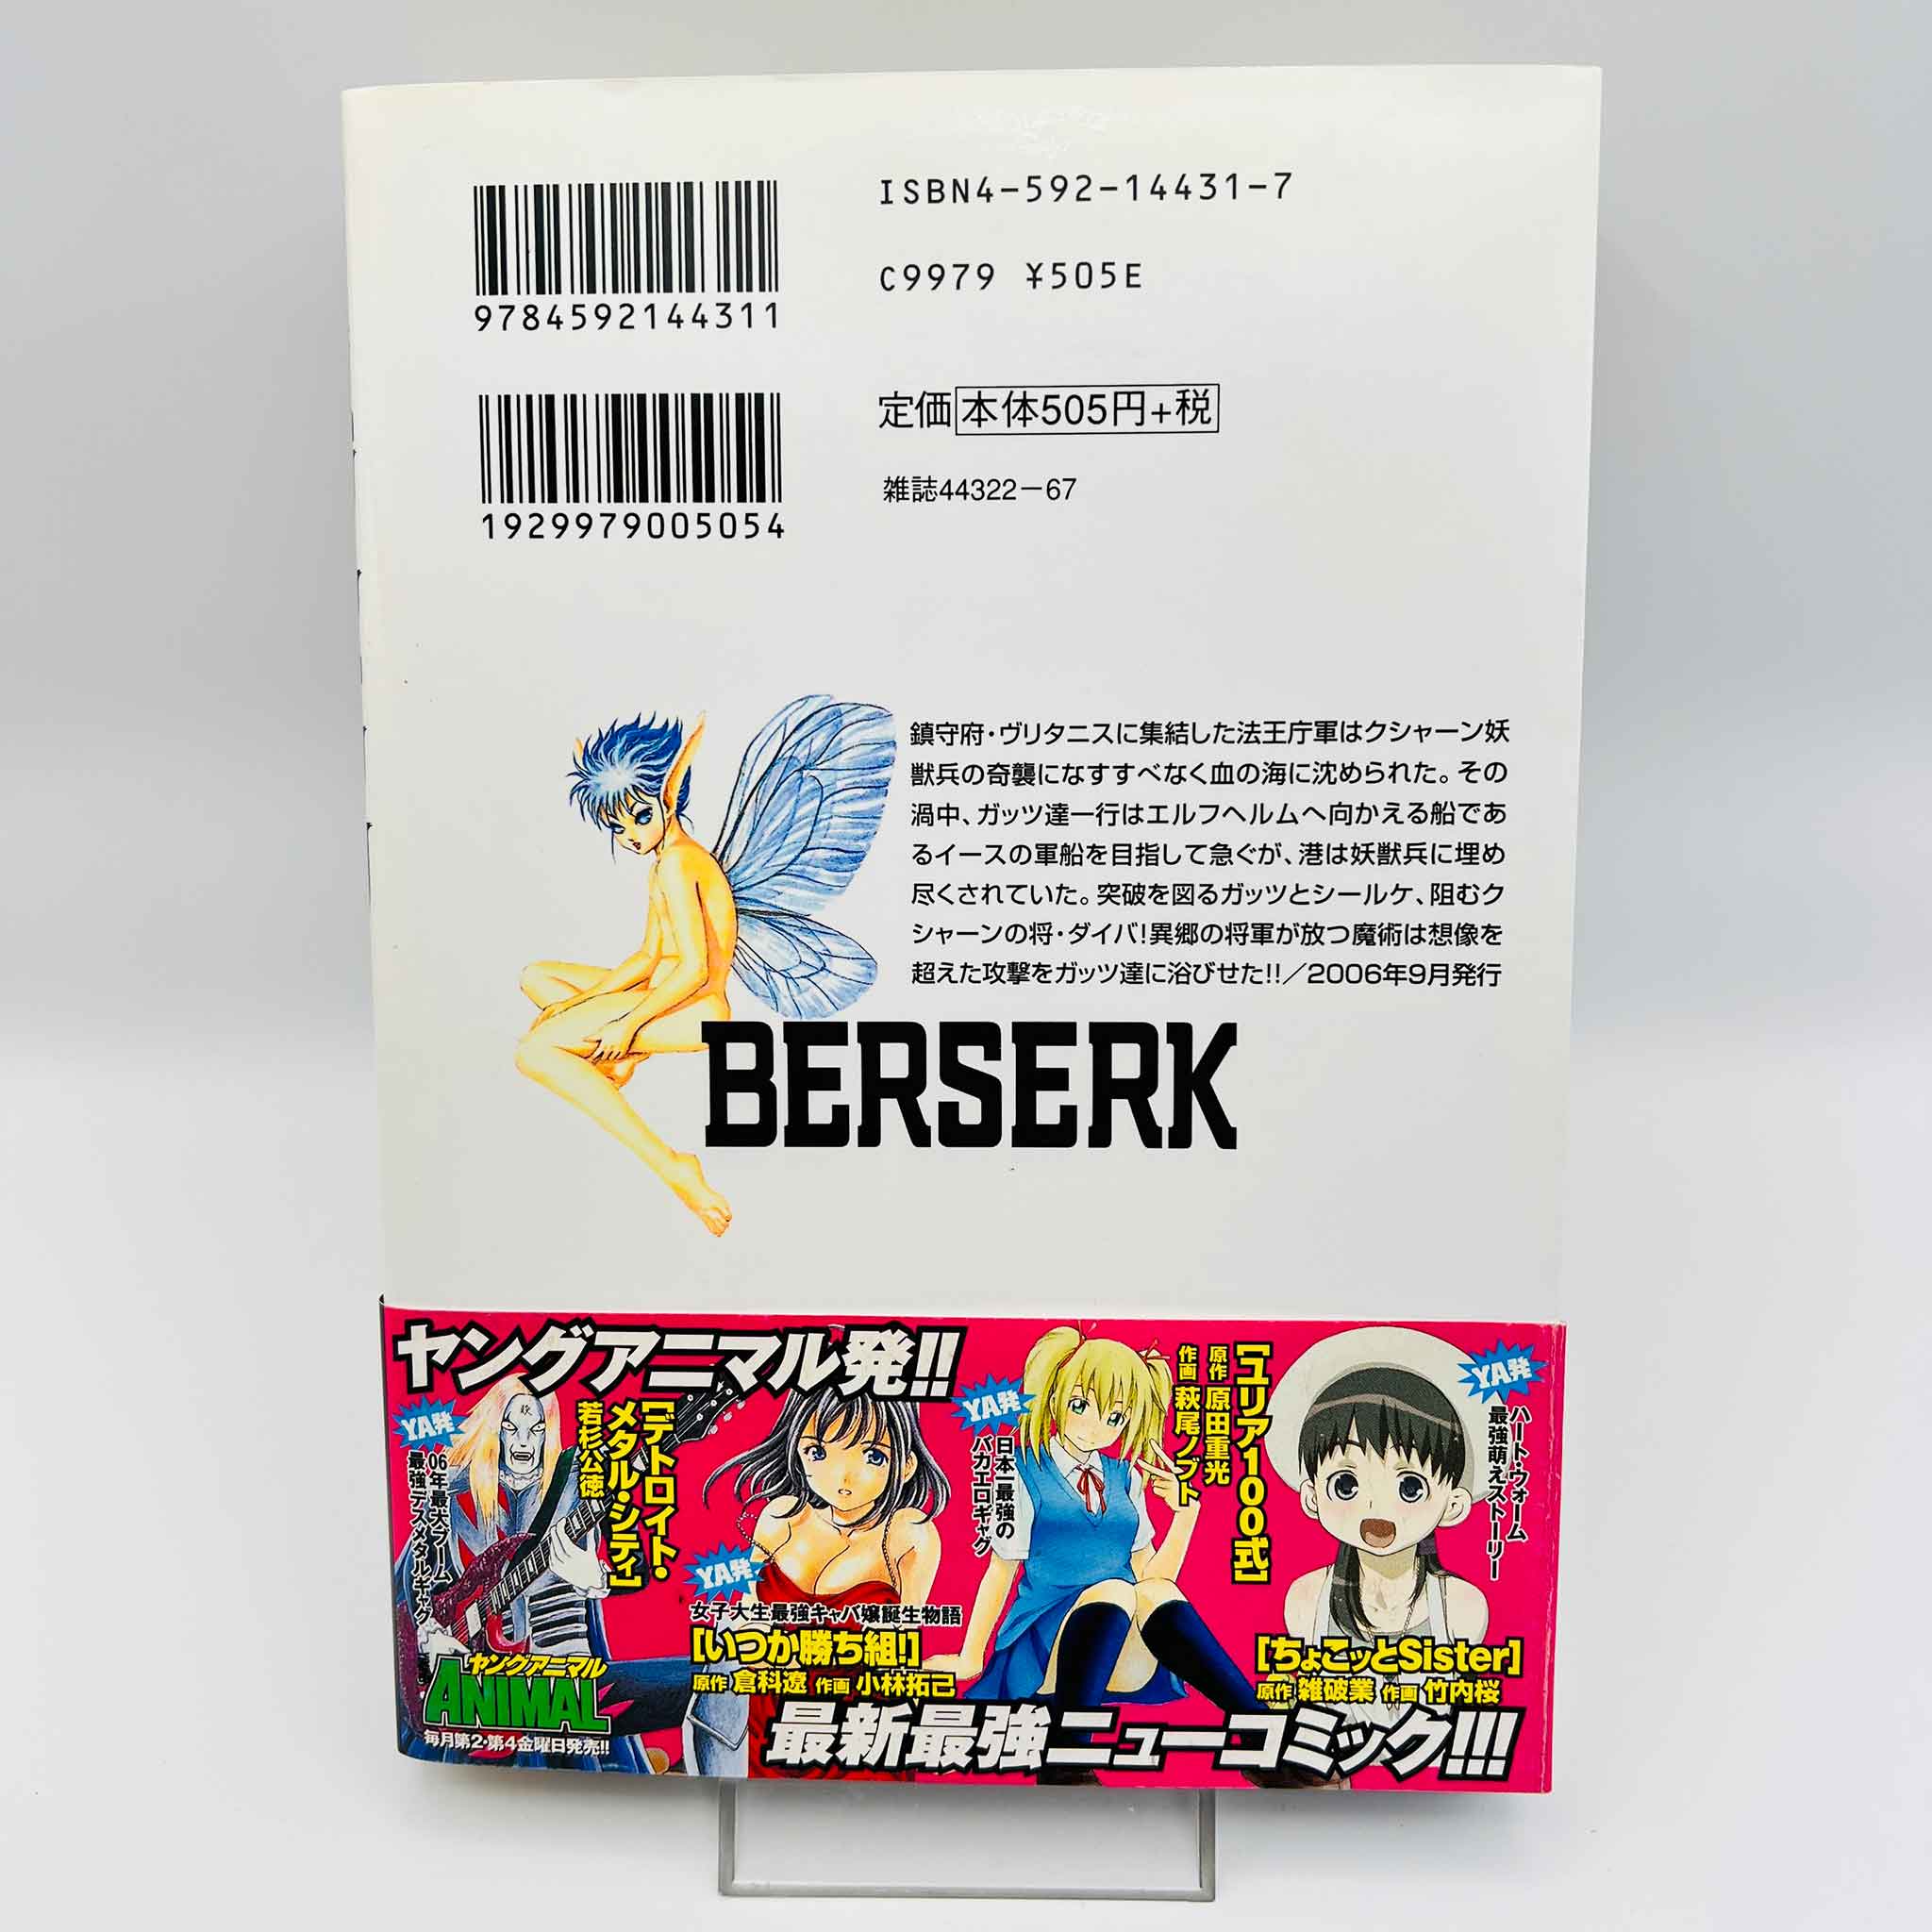 ISBN4-592-14431-7
9784592144311
C9979 ¥505E
定価 本体505円+税
1929979005054
雑誌44322-67
鎮守府・ヴリタニスに集結した法王庁軍はクシャーン妖
獣兵の奇襲になすすべなく血の海に沈められた。その
渦中、ガッツ達一行はエルフヘルムへ向かえる船であ
るイースの軍船を目指して急ぐが、港は妖獣兵に埋め
尽くされていた。突破を図るガッツとシールケ、阻むク
シャーンの将・ダイバ!異郷の将軍が放つ魔術は想像を
超えた攻撃をガッツ達に浴びせた!!/2006年9月発行
BERSERK
ヤングアニマル発!!
YA発
06年最大ブーム
最強デスメタルギャグ
[デトロイト・
メタル・シティ]
若杉公徳
殺
YA発
女子大生最強キャバ嬢誕生物語
[いつか勝ち組!]
原作 倉科遼 作画 小林拓己
YA発
日本一最強の
バカエロギャグ
[ユリア100式]
原作 原田重光
作画 萩尾ノブト
YA発
ハート・ウォーム
最強萌えストーリー
[ちょこッとSister]
原作 雑破業 作画 竹内桜
ヤングアニマル
ANIMAL
毎月第2・第4金曜日発売!!
最新最強ニューコミック!!!